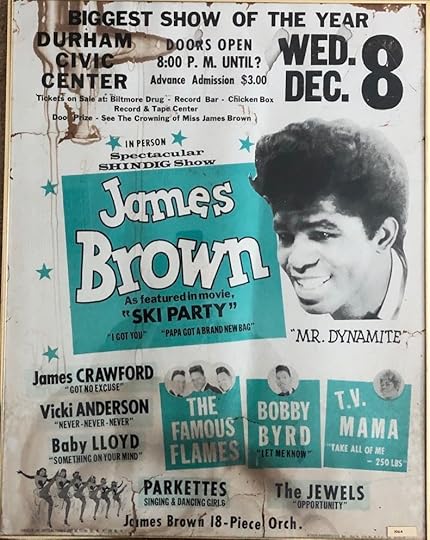 BIGGEST SHOW OF THE YEAR
DURHAM
CIVIC
CENTER
DOORS OPEN
8:00 P. M. UNTIL?
Advance Admission $3.00
WED.
DEC. 8
Tickets on Sale at: Biltmore Drug - Record Bar - Chicken Box
Record & Tape Center
Door Prize - See The Crowning of Miss James Brown
IN PERSON
Spectacular
SHINDIG Show
James
Brown
As featured in movie,
"SKI PARTY"
"I GOT YOU" "PAPA GOT A BRAND NEW BAG"
"MR. DYNAMITE"
James CRAWFORD
"GOT NO EXCUSE"
Vicki ANDERSON
"NEVER-NEVER-NEVER"
Baby LLOYD
"SOMETHING ON YOUR MIND"
THE
FAMOUS
FLAMES
BOBBY
BYRD
"LET ME KNOW"
T.V.
MAMA
"TAKE ALL OF ME
— 250 LBS"
PARKETTES
SINGING & DANCING GIRLS
The JEWELS
"OPPORTUNITY"
James Brown 18-Piece Orch.